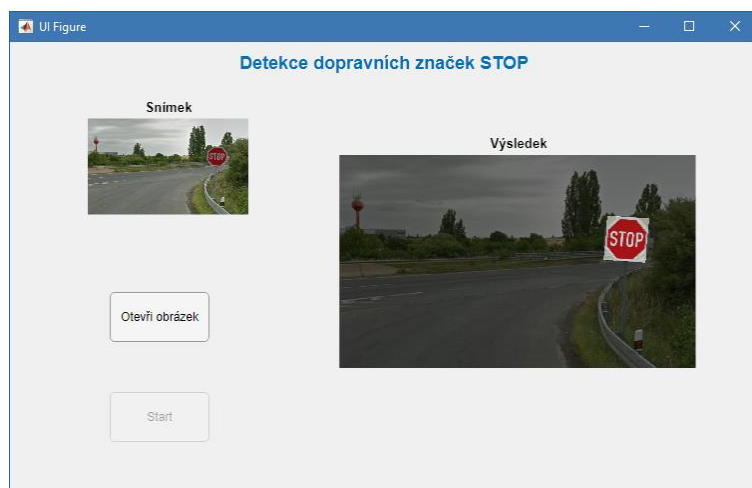 UI Figure
Detekce dopravních značek STOP
Snímek
STOP
Výsledek
STOP
Otevři obrázek
Start